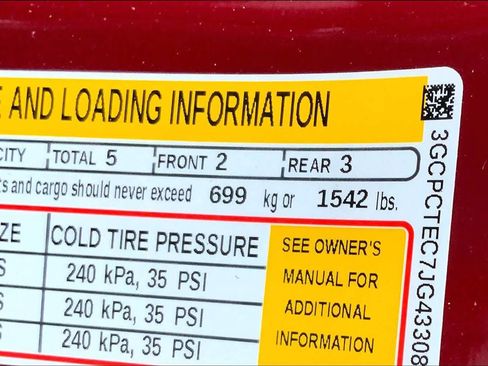 AND LOADING INFORMATION
CITY TOTAL 5 FRONT 2 REAR 3
ts and cargo should never exceed 699 kg or 1542 lbs.
ZE COLD TIRE PRESSURE SEE OWNER'S
S 240 kPa, 35 PSI MANUAL FOR
S 240 kPa, 35 PSI ADDITIONAL
S 240 kPa, 35 PSI INFORMATION
3GCPCTEC7JG43308